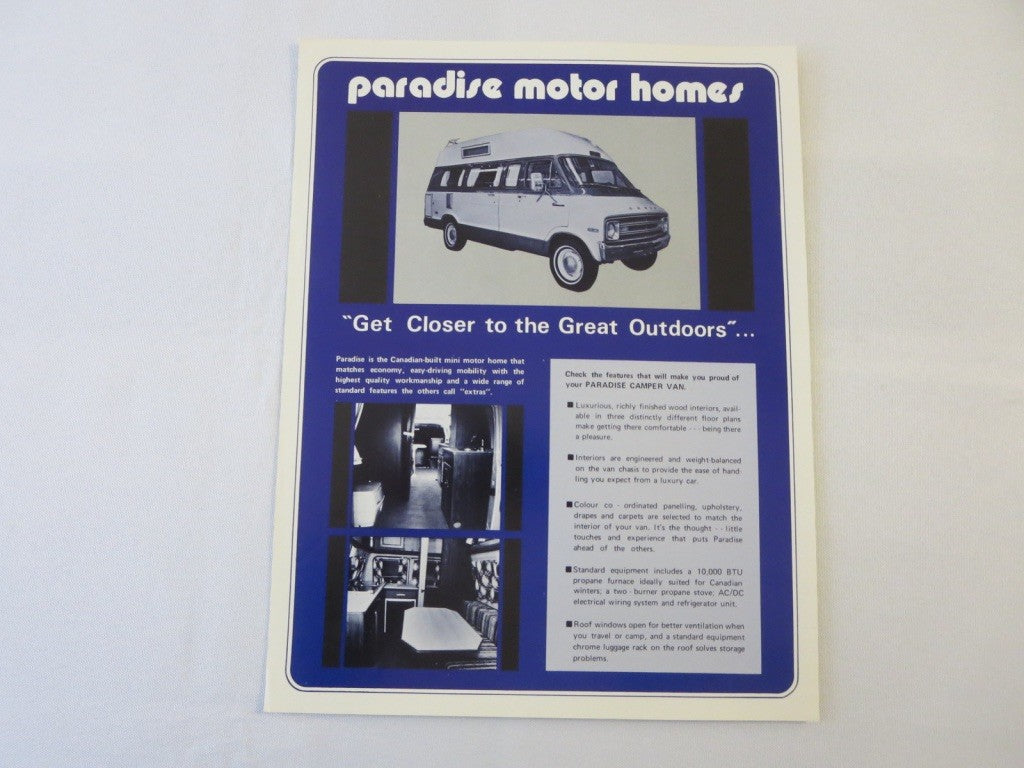 paradise motor homes
"Get Closer to the Great Outdoors"...
Paradise is the Canadian-built mini motor home that
matches economy, easy-driving mobility with the
highest quality workmanship and a wide range of
standard features the others call "extras".
Check the features that will make you proud of
your PARADISE CAMPER VAN.
■ Luxurious, richly finished wood interiors, avail-
able in three distinctly different floor plans
make getting there comfortable - - - being there
a pleasure.
■ Interiors are engineered and weight-balanced
on the van chasis to provide the ease of hand-
ling you expect from a luxury car.
■ Colour co - ordinated panelling, upholstery,
drapes and carpets are selected to match the
interior of your van. It's the thought - - little
touches and experience that puts Paradise
ahead of the others.
■ Standard equipment includes a 10,000 BTU
propane furnace ideally suited for Canadian
winters; a two - burner propane stove; AC/DC
electrical wiring system and refrigerator unit.
■ Roof windows open for better ventilation when
you travel or camp, and a standard equipment
chrome luggage rack on the roof solves storage
problems.